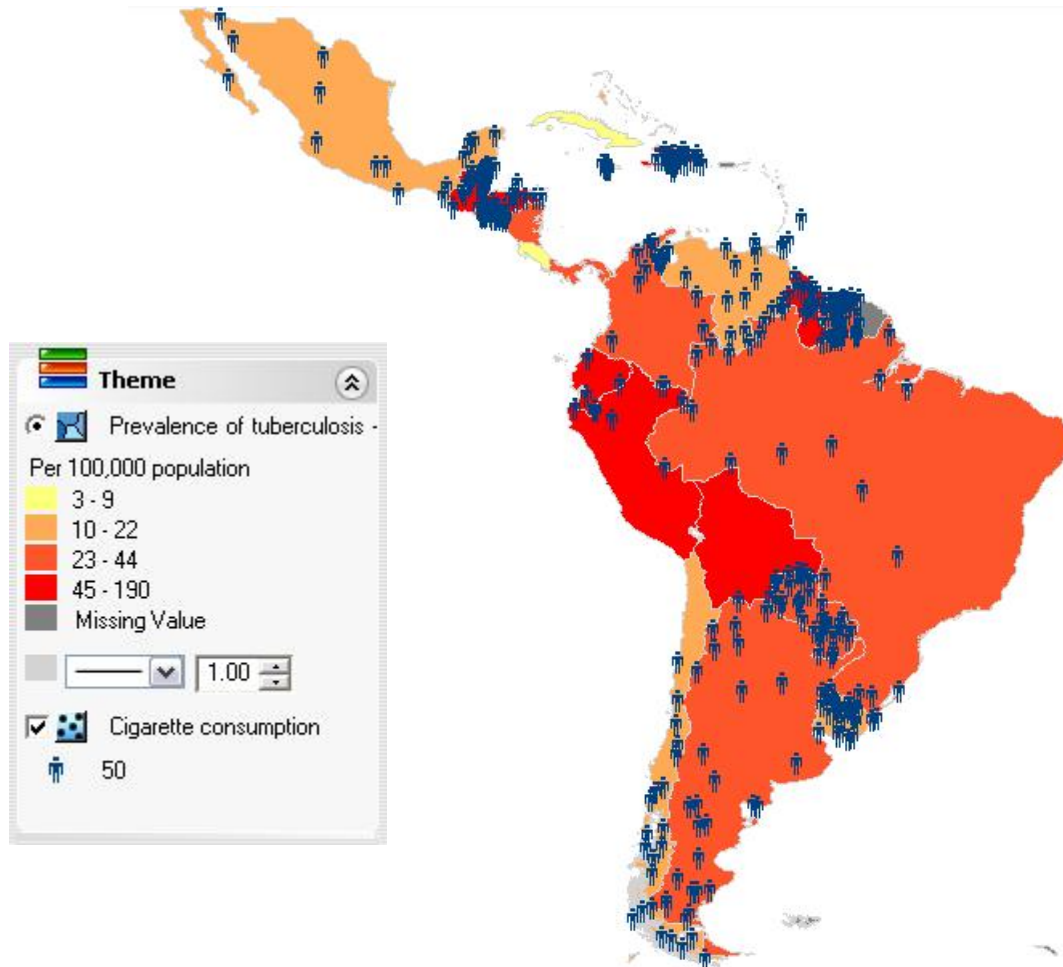 Theme
Prevalence of tuberculosis -
Per 100,000 population
3 - 9
10 - 22
23 - 44
45 - 190
Missing Value
1.00
Cigarette consumption
50